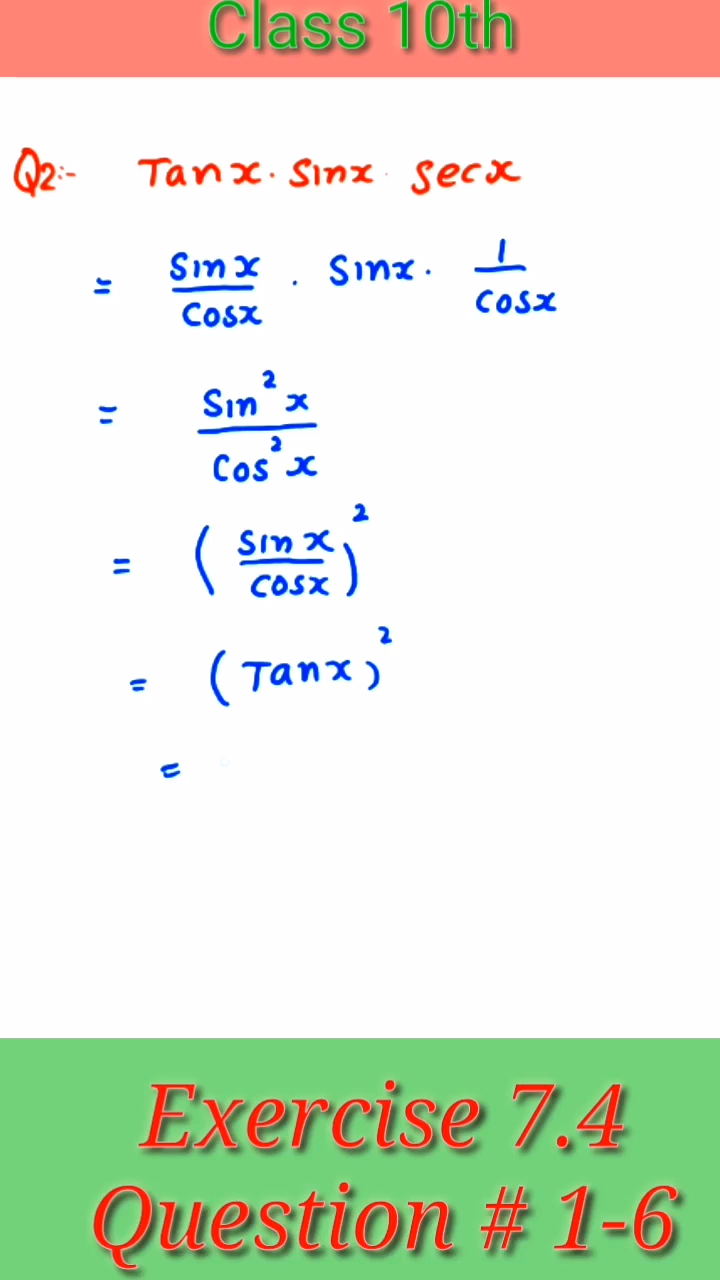 Class 10th
Q2:- Tanx . Sinx . Secx
= Sinx/Cosx . Sinx . 1/Cosx
= Sin²x/Cos²x
= (Sinx/Cosx)²
= (Tanx)²
=
Exercise 7.4
Question # 1-6